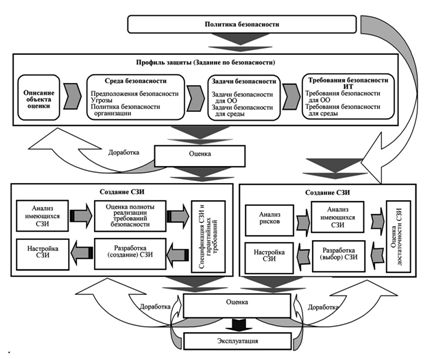 Политика безопасности
Профиль защиты (Задание по безопасности)
Описание
объекта
оценки
Среда безопасности
Предположения
безопасности
Угрозы
Политика безопасности
организации
Задачи безопасности
Задачи безопасности
для ОО
Задачи безопасности
для среды
Требования безопасности
ИТ
Требования безопасности
для ОО
Требования безопасности
для среды
Доработка
Оценка
Создание СЗИ
Анализ
имеющихся
СЗИ
Оценка полноты
реализации
требований
безопасности
Спецификация СЗИ и
гарантийных
требований
Настройка
СЗИ
Разработка
(создание) СЗИ
Создание СЗИ
Анализ
рисков
Анализ
имеющихся
СЗИ
Оценка
достаточности СЗИ
Настройка
СЗИ
Разработка
(выбор) СЗИ
Доработка
Оценка
Доработка
Эксплуатация